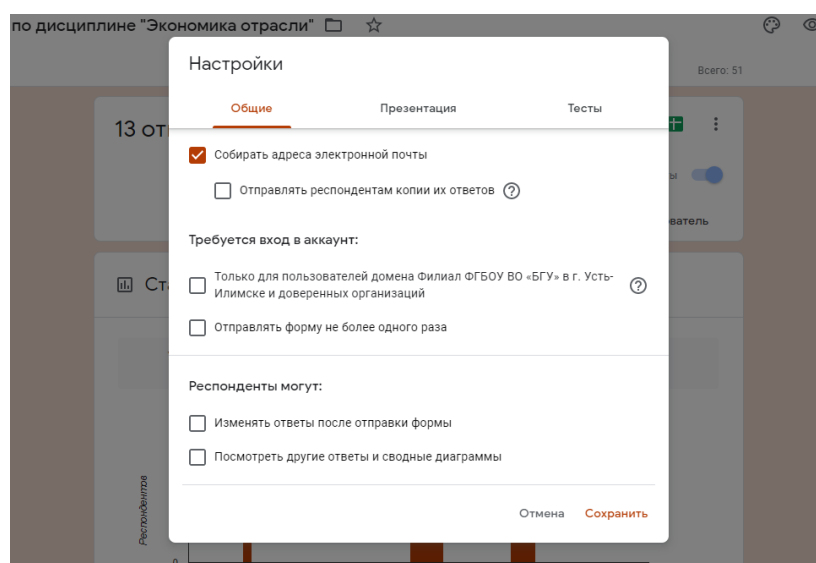 по дисциплине "Экономика отрасли"
Настройки
Всего: 51
Общие Презентация Тесты
13 от
Собирать адреса электронной почты
ы
Отправлять респондентам копии их ответов
ователь
Требуется вход в аккаунт:
Только для пользователей домена Филиал ФГБОУ ВО «БГУ» в г. Усть-
Илимске и доверенных организаций
Ст
Отправлять форму не более одного раза
Респонденты могут:
Изменять ответы после отправки формы
Посмотреть другие ответы и сводные диаграммы
Респондентов
Отмена Сохранить
0